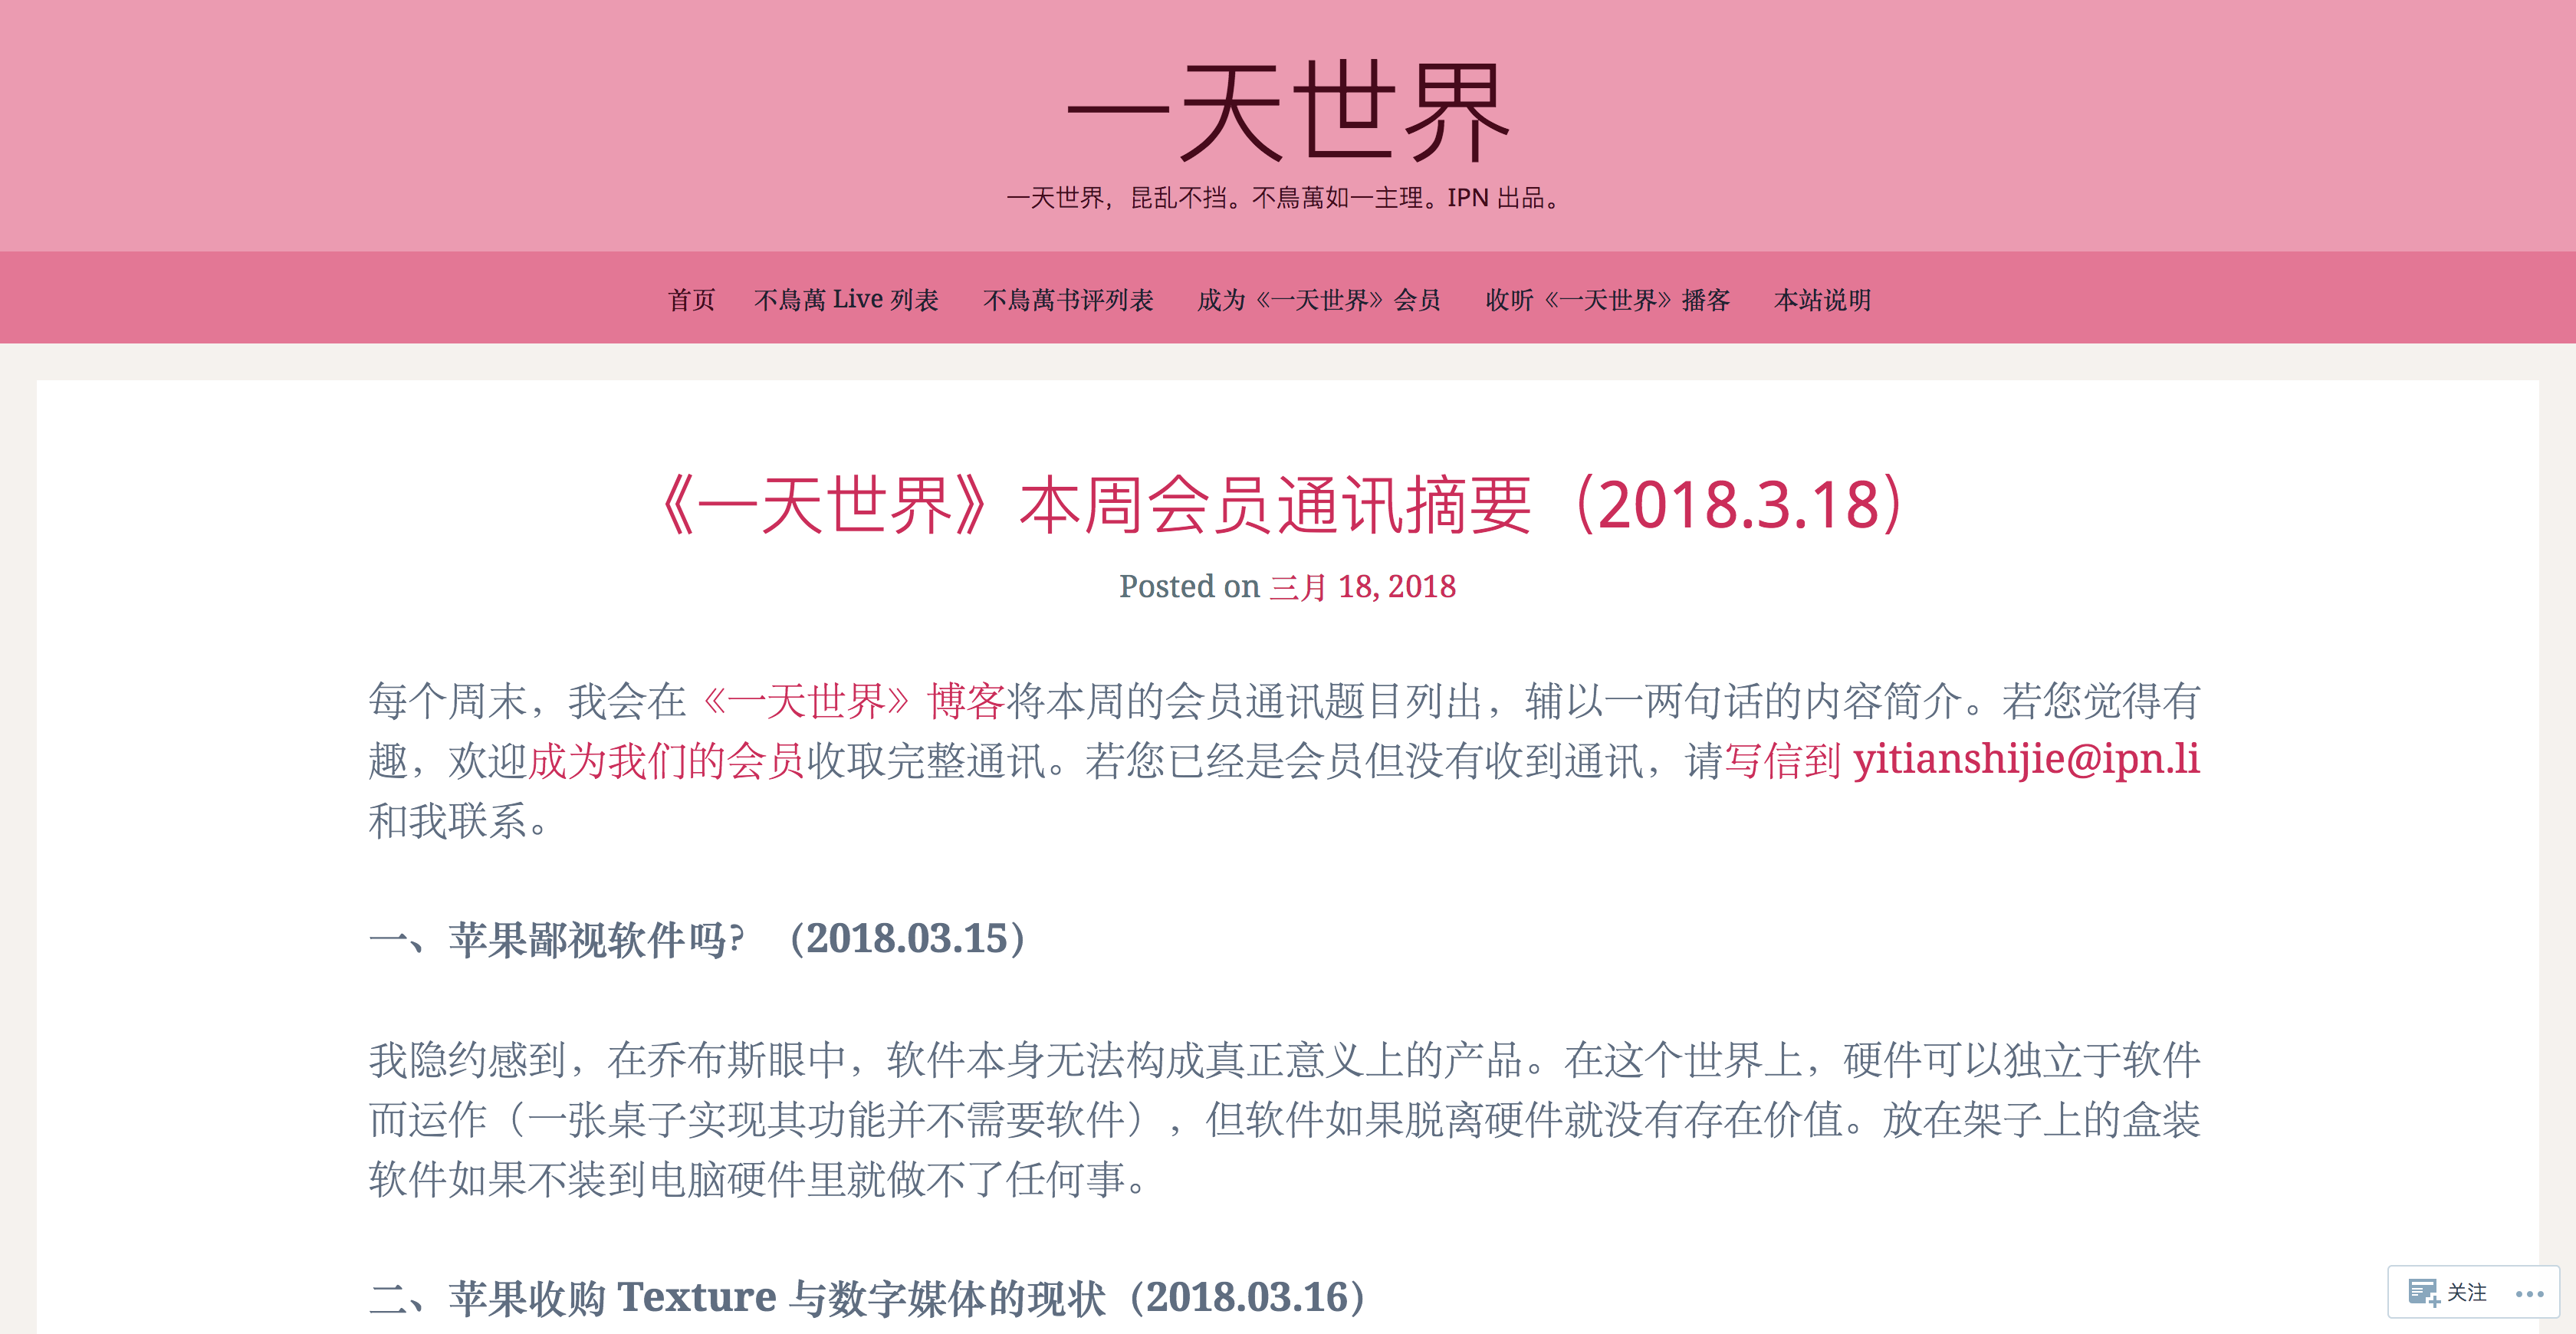 一天世界
一天世界，昆乱不挡。不鳥萬如一主理。IPN 出品。
首页 不鳥萬 Live 列表 不鳥萬书评列表 成为《一天世界》会员 收听《一天世界》播客 本站说明
《一天世界》本周会员通讯摘要（2018.3.18）
Posted on 三月 18, 2018
每个周末，我会在《一天世界》博客将本周的会员通讯题目列出，辅以一两句话的内容简介。若您觉得有
趣，欢迎成为我们的会员收取完整通讯。若您已经是会员但没有收到通讯，请写信到 yitianshijie@ipn.li
和我联系。
一、苹果鄙视软件吗？（2018.03.15）
我隐约感到，在乔布斯眼中，软件本身无法构成真正意义上的产品。在这个世界上，硬件可以独立于软件
而运作（一张桌子实现其功能并不需要软件），但软件如果脱离硬件就没有存在价值。放在架子上的盒装
软件如果不装到电脑硬件里就做不了任何事。
二、苹果收购 Texture 与数字媒体的现状（2018.03.16）
关注